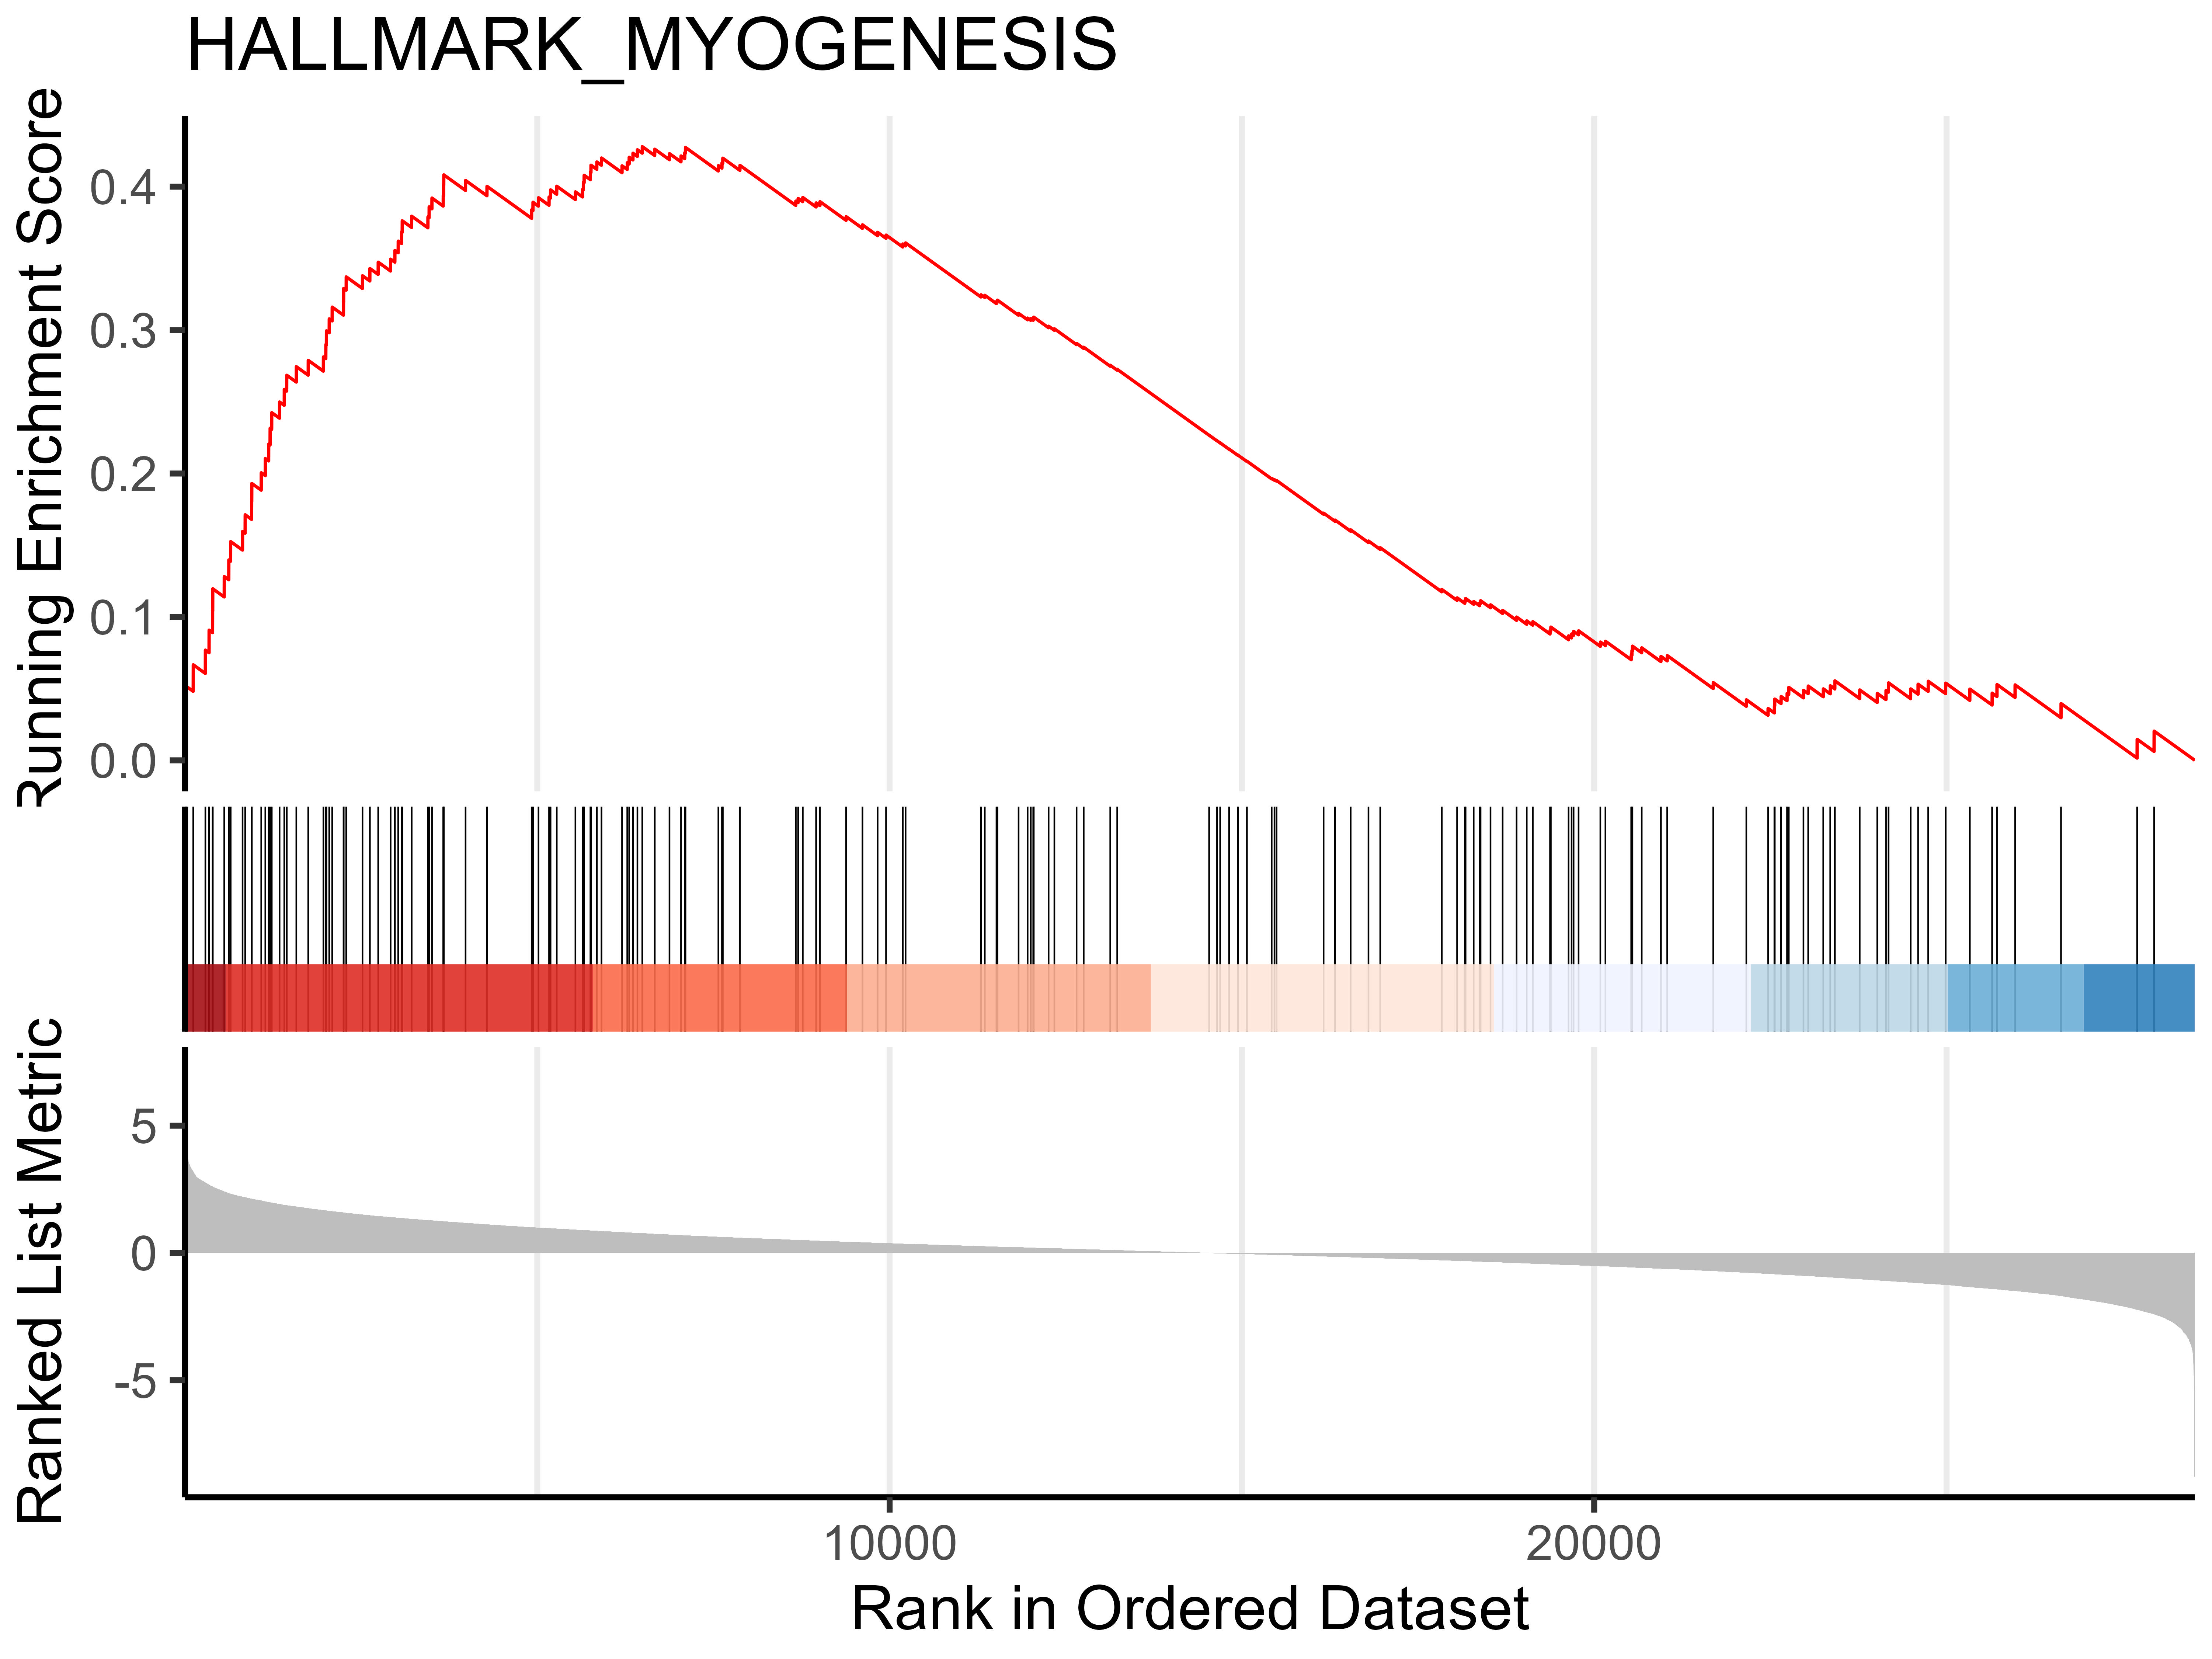 HALLMARK_MYOGENESIS
Running Enrichment Score
0.4
0.3
0.2
0.1
0.0
Ranked List Metric
5
0
-5
10000
20000
Rank in Ordered Dataset